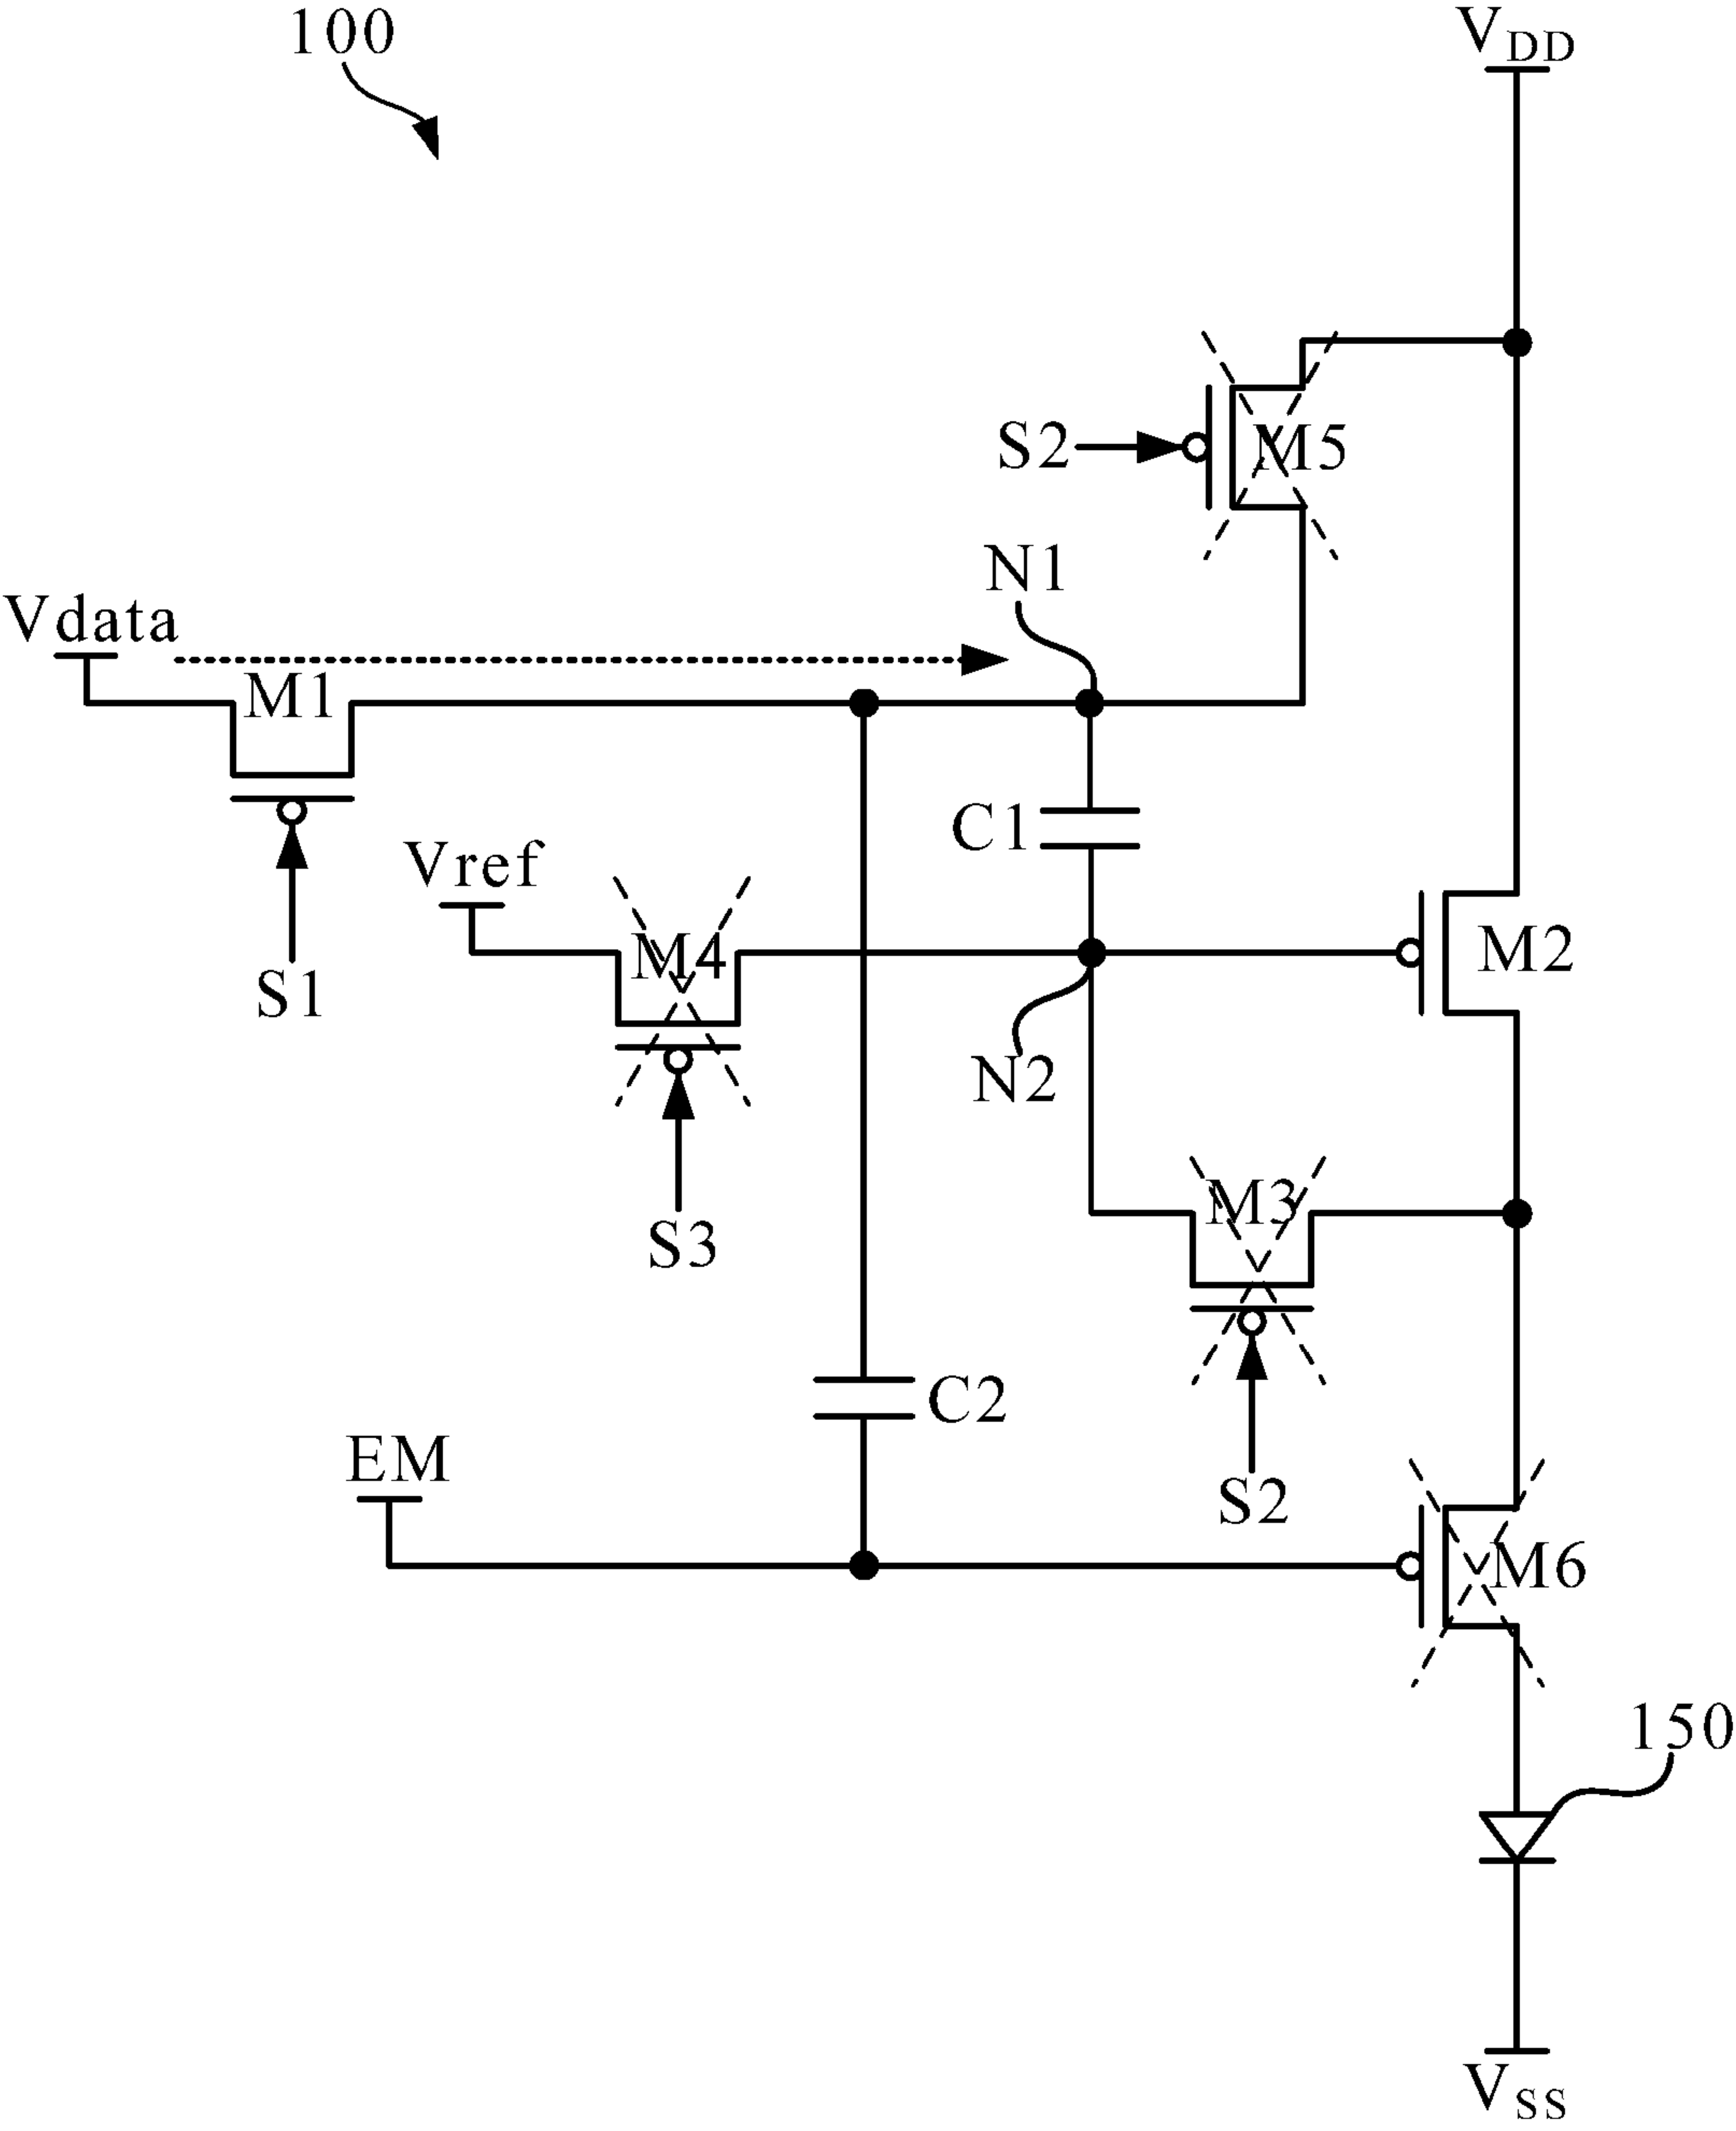 100
VDD
S2
M5
N1
Vdata
M1
C1
Vref
M4
M2
S1
N2
M3
S3
C2
EM
S2
M6
150
VSS